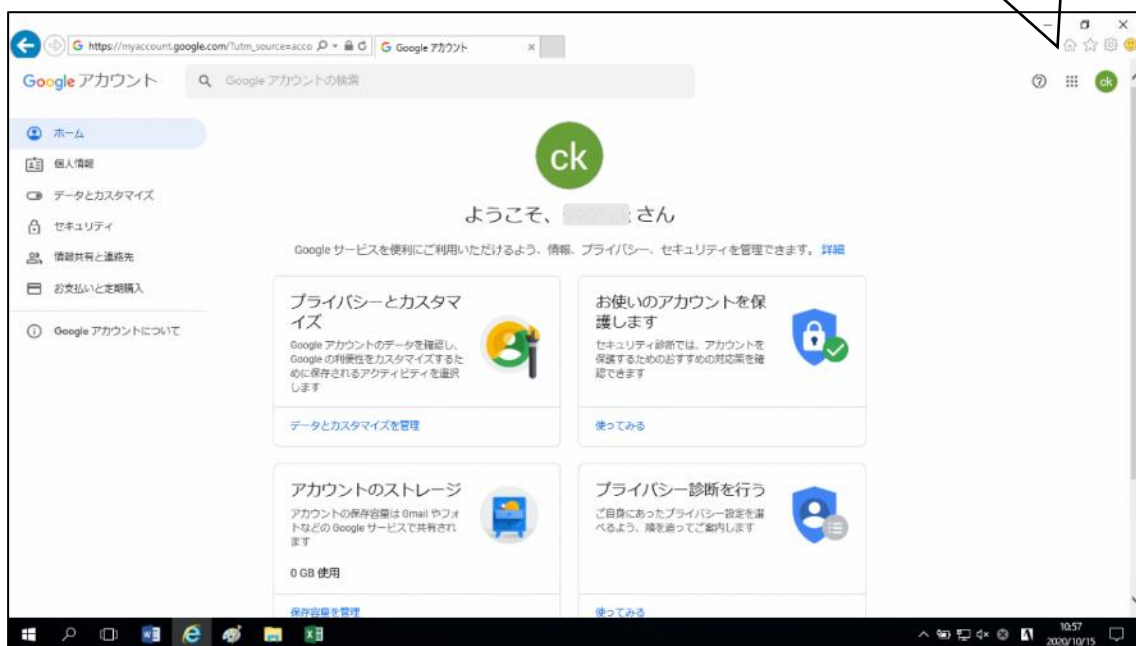 https://myaccount.google.com/?utm_source=acco
Google アカウント
Google アカウント
Google アカウントの検索
ck
ホーム
個人情報
データとカスタマイズ
セキュリティ
情報共有と連絡先
お支払いと定期購入
Google アカウントについて
ck
ようこそ、 さん
Google サービスを便利にご利用いただけるよう、情報、プライバシー、セキュリティを管理できます。詳細
プライバシーとカスタマ
イズ
Google アカウントのデータを確認し、
Google の利便性をカスタマイズするた
めに保存されるアクティビティを選択
します
データとカスタマイズを管理
お使いのアカウントを保
護します
セキュリティ診断では、アカウントを
保護するためのおすすめの対応策を確
認できます
使ってみる
アカウントのストレージ
アカウントの保存容量は Gmail やフォ
トなどの Google サービスで共有され
ます
0 GB 使用
保存容量を管理
プライバシー診断を行う
ご自身にあったプライバシー設定を選
べるよう、順を追ってご案内します
使ってみる
10:57
2020/10/15